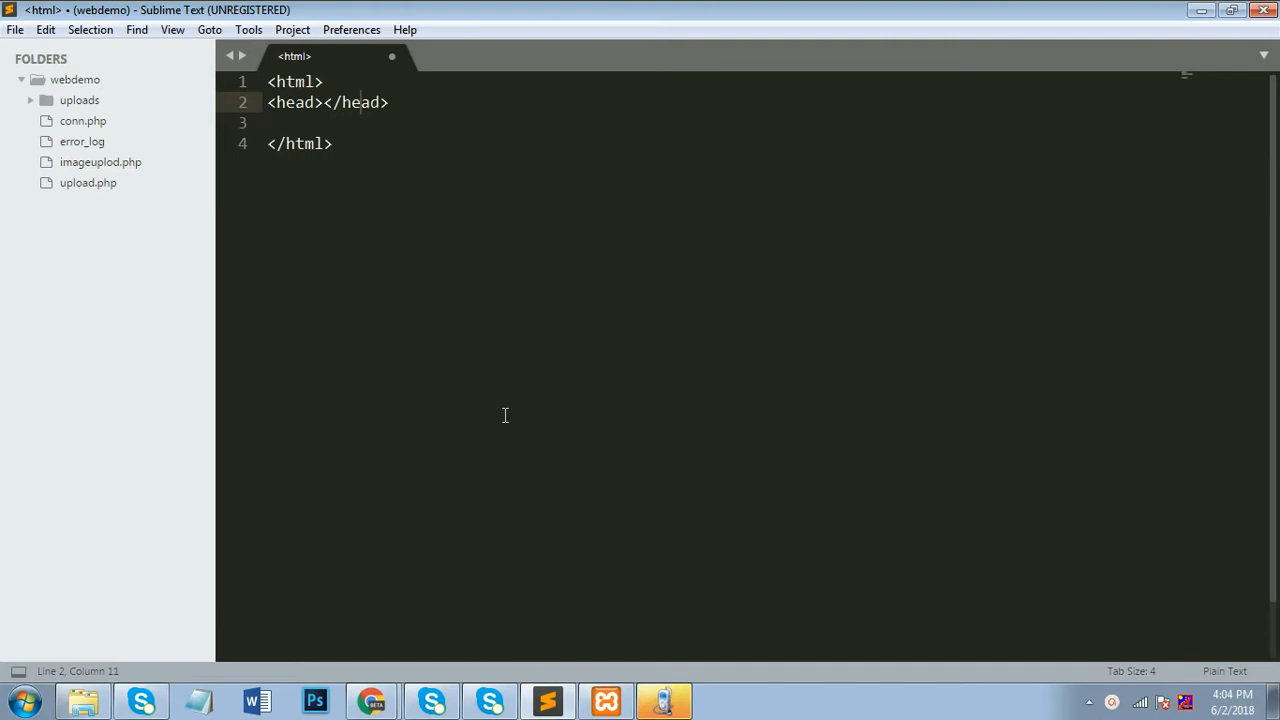 <html> • (webdemo) - Sublime Text (UNREGISTERED)
File Edit Selection Find View Goto Tools Project Preferences Help
FOLDERS
webdemo
uploads
conn.php
error_log
imageuplod.php
upload.php
<html>
1 <html>
2 <head></head>
3
4 </html>
Line 2, Column 11
Tab Size: 4
Plain Text
W
Ps
BETA
4:04 PM
6/2/2018